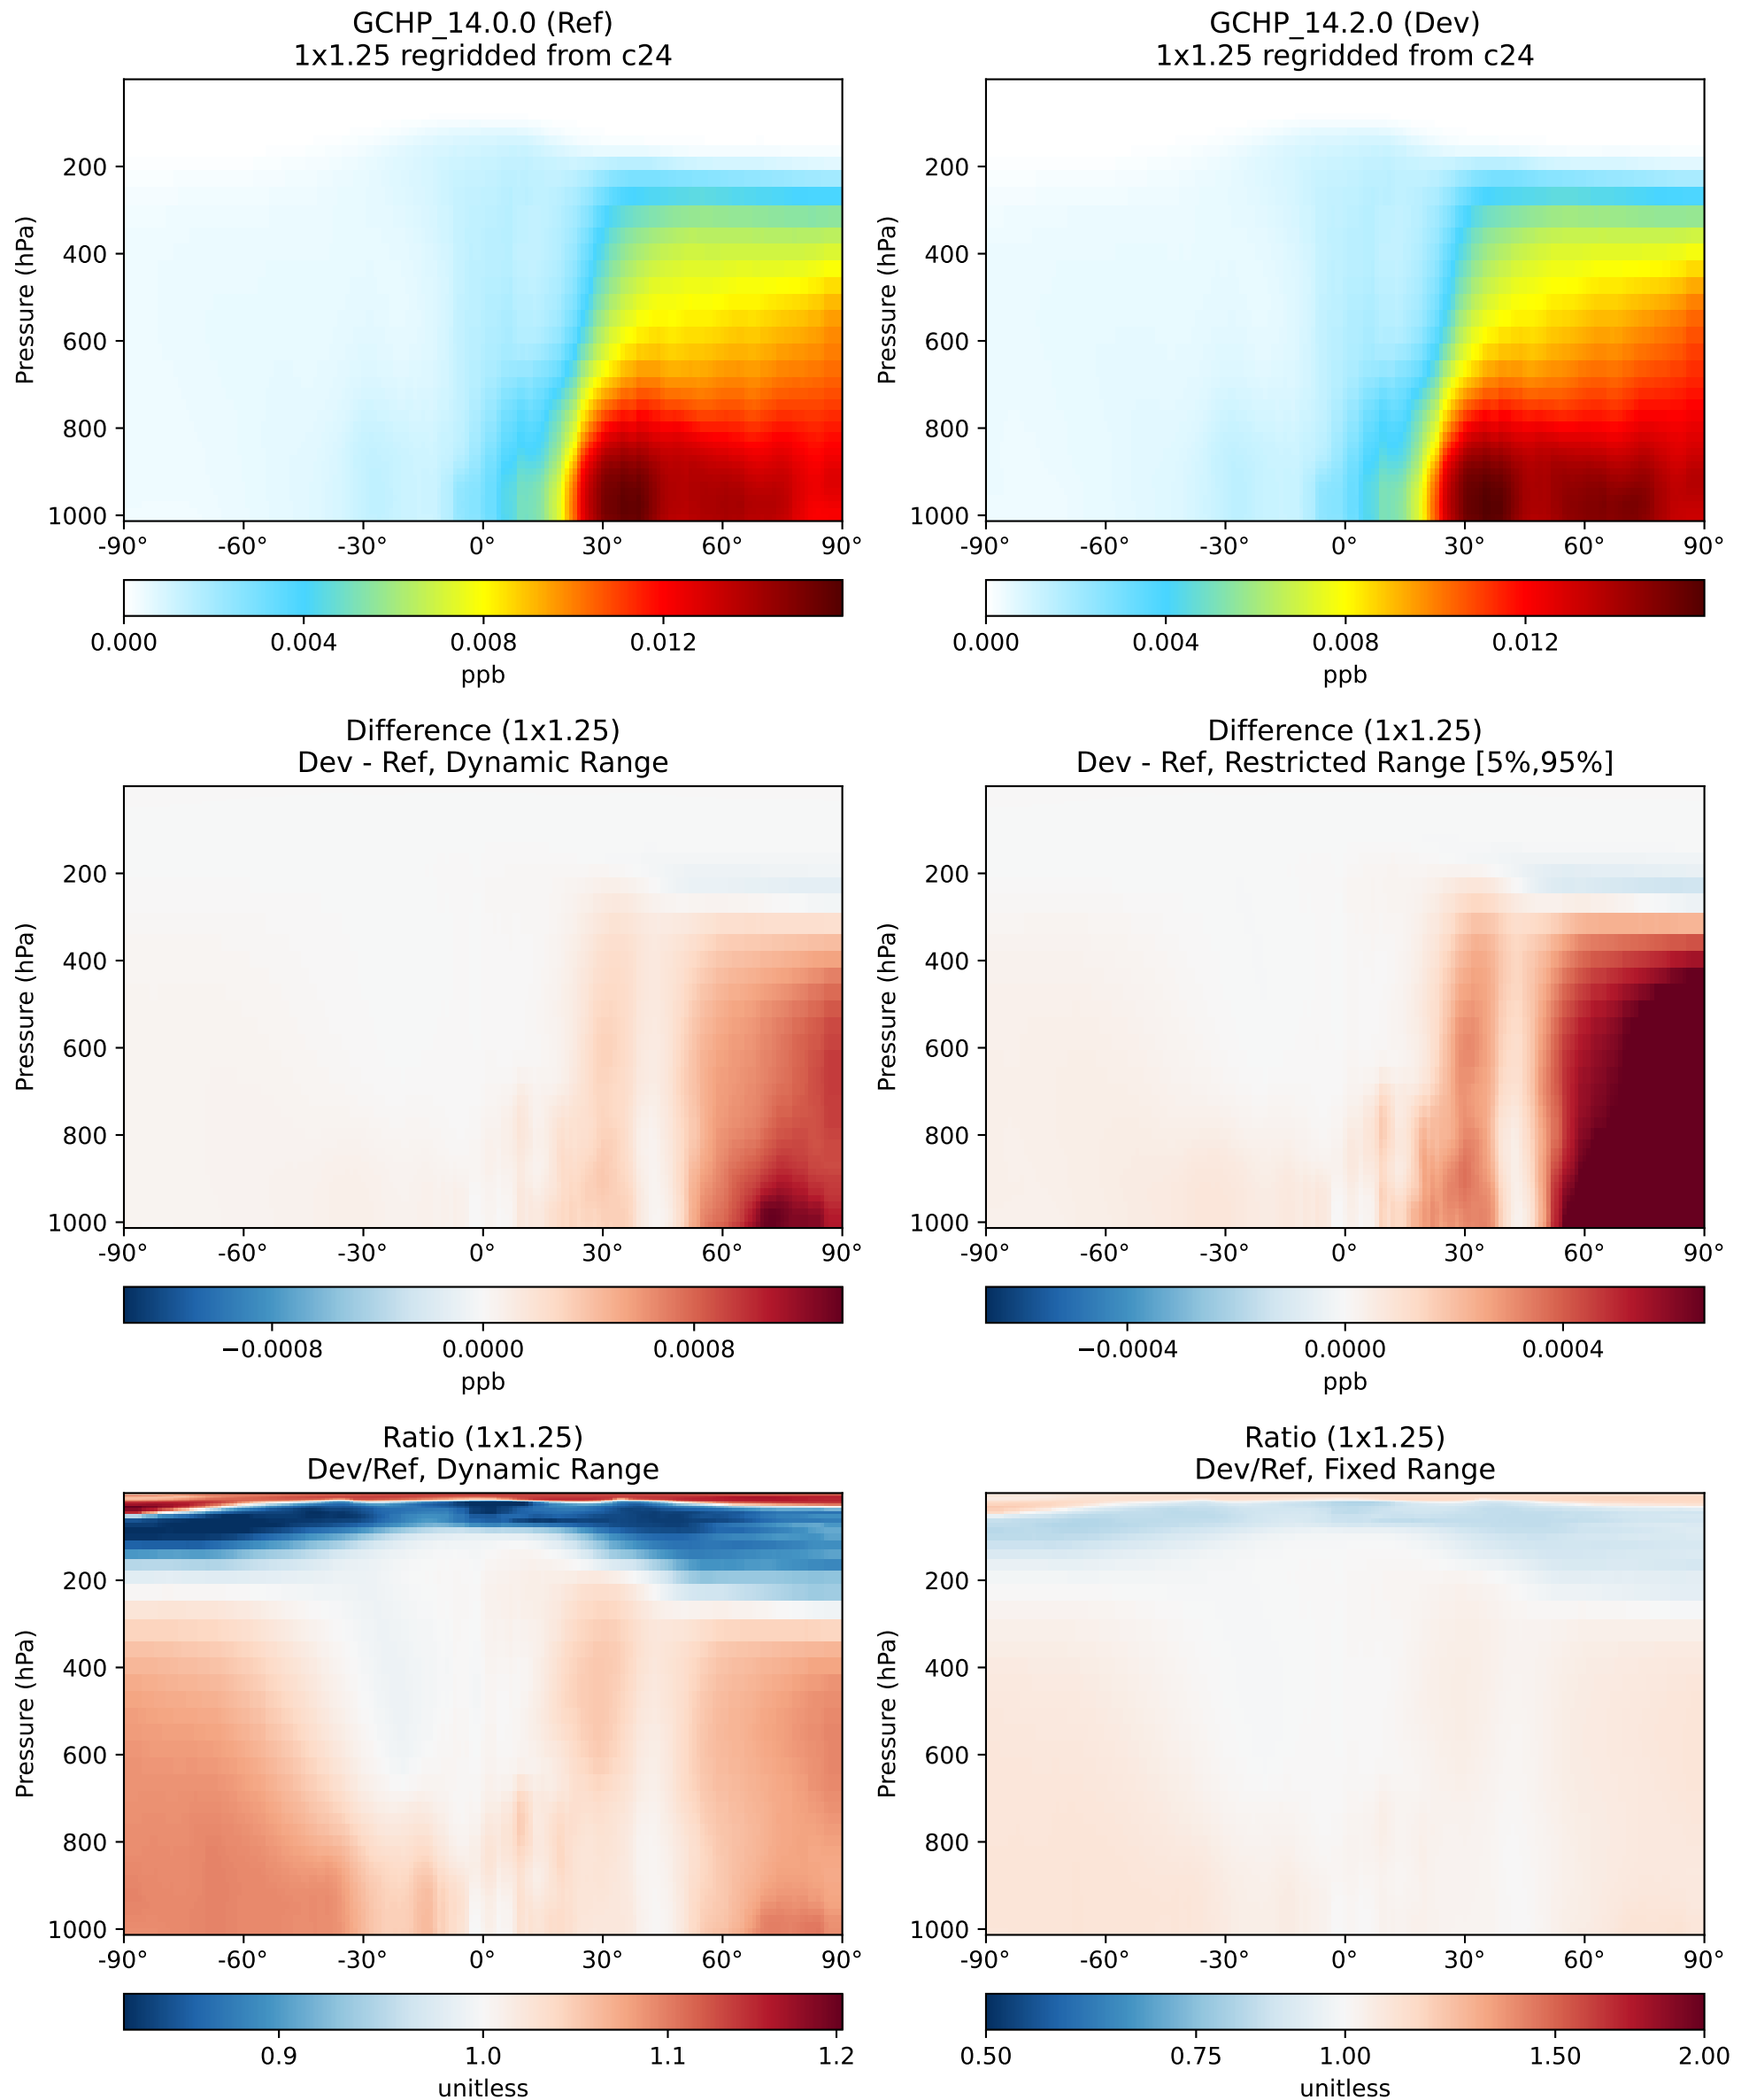 GCHP_14.0.0 (Ref)
1x1.25 regridded from c24
Pressure (hPa)
200
400
600
800
1000
-90° -60° -30° 0° 30° 60° 90°
0.000 0.004 0.008 0.012
ppb
GCHP_14.2.0 (Dev)
1x1.25 regridded from c24
Pressure (hPa)
200
400
600
800
1000
-90° -60° -30° 0° 30° 60° 90°
0.000 0.004 0.008 0.012
ppb
Difference (1x1.25)
Dev - Ref, Dynamic Range
Pressure (hPa)
200
400
600
800
1000
-90° -60° -30° 0° 30° 60° 90°
−0.0008 0.0000 0.0008
ppb
Difference (1x1.25)
Dev - Ref, Restricted Range [5%,95%]
Pressure (hPa)
200
400
600
800
1000
-90° -60° -30° 0° 30° 60° 90°
−0.0004 0.0000 0.0004
ppb
Ratio (1x1.25)
Dev/Ref, Dynamic Range
Pressure (hPa)
200
400
600
800
1000
-90° -60° -30° 0° 30° 60° 90°
0.9 1.0 1.1 1.2
unitless
Ratio (1x1.25)
Dev/Ref, Fixed Range
Pressure (hPa)
200
400
600
800
1000
-90° -60° -30° 0° 30° 60° 90°
0.50 0.75 1.00 1.50 2.00
unitless